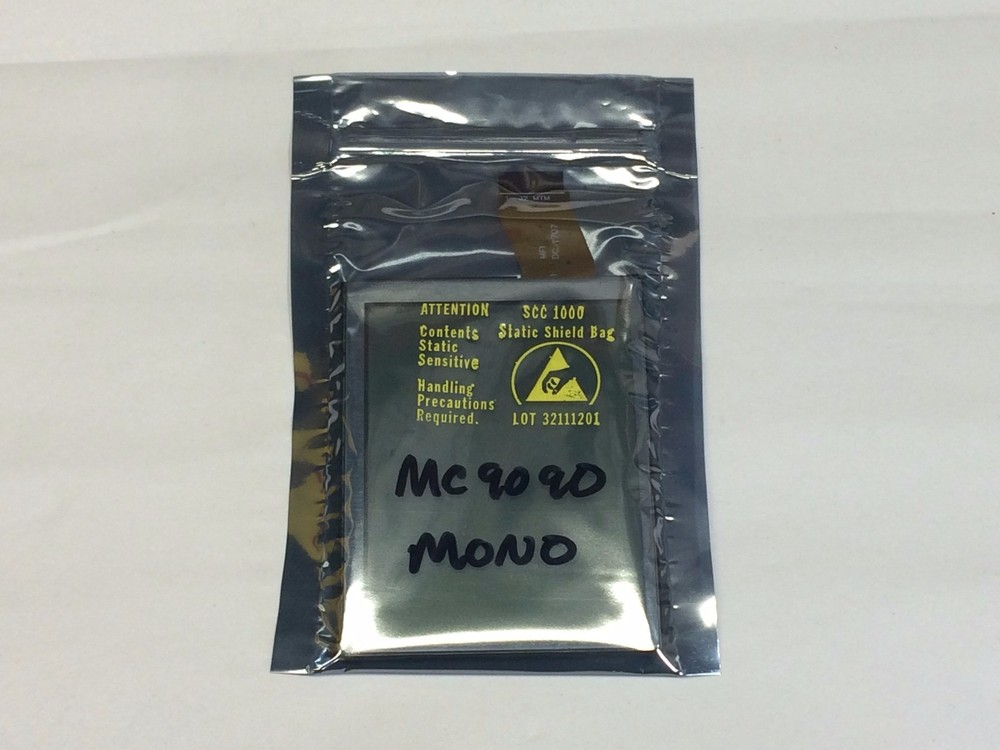 ATTENTION
Contents
Static
Sensitive
Handling
Precautions
Required.
SCC 1000
Static Shield Bag
LOT 32111201
MC9090
MONO